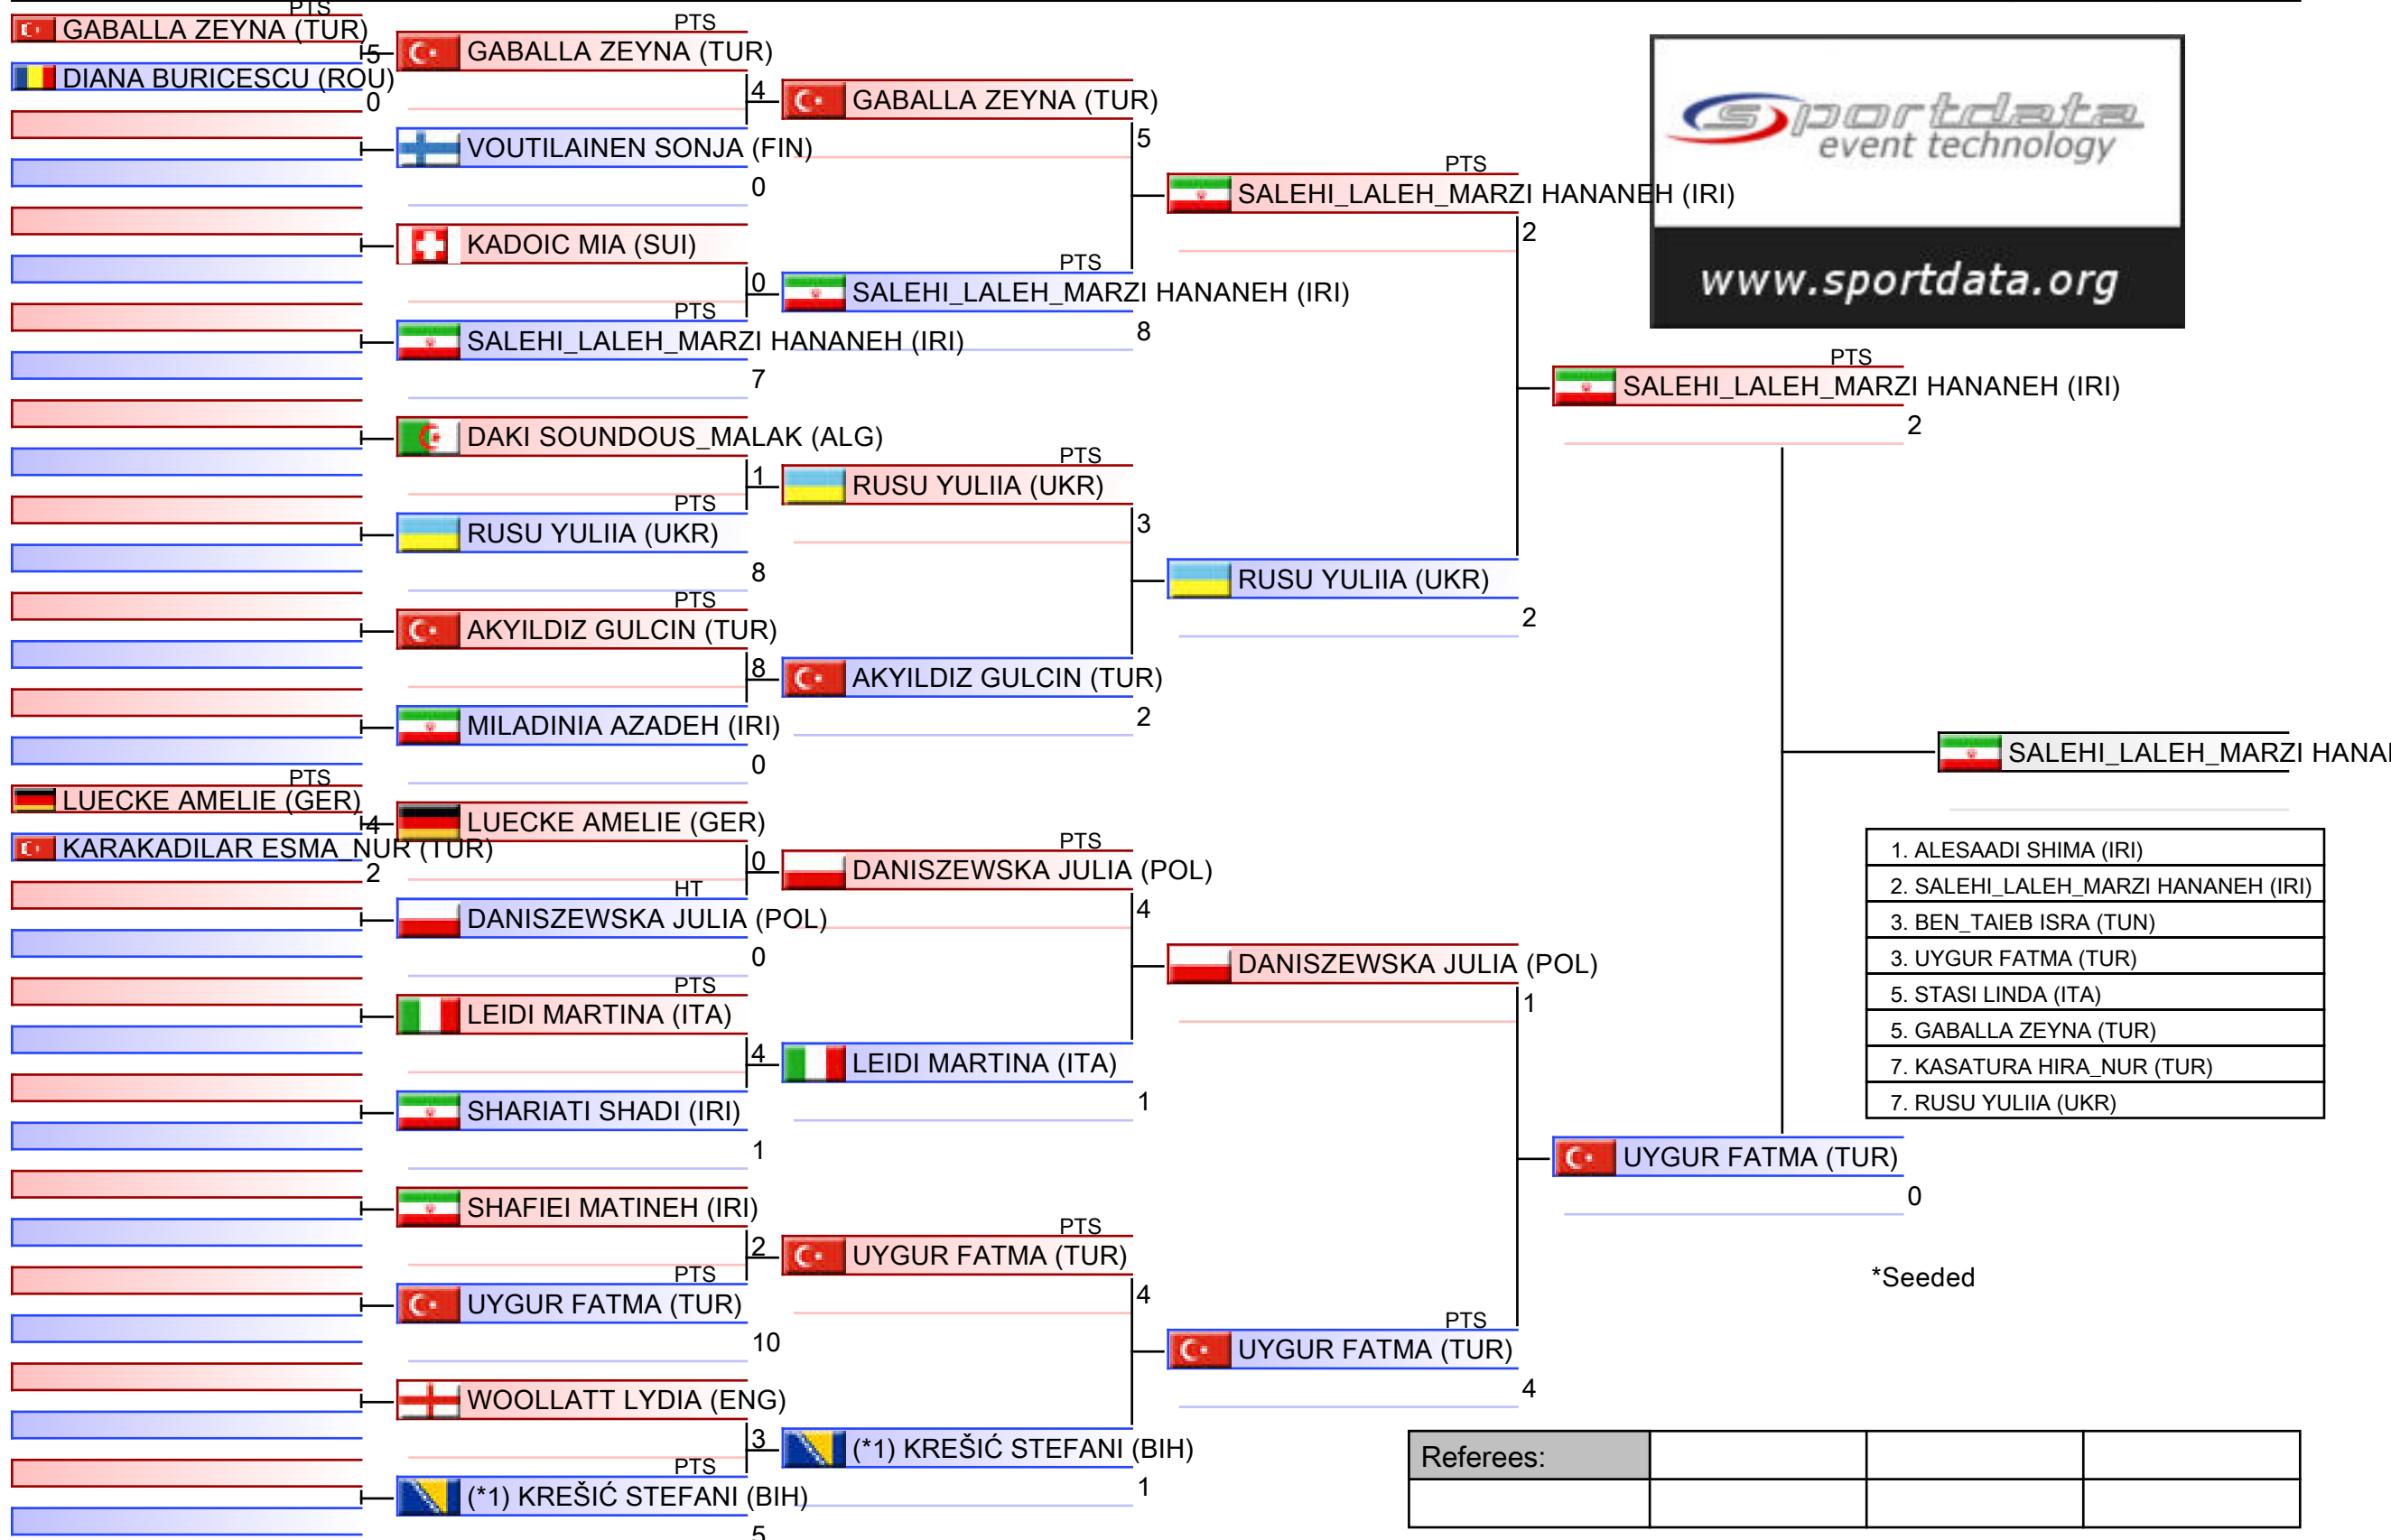 PTS
GABALLA ZEYNA (TUR)
5
DIANA BURICESCU (ROU)
0
PTS
LUECKE AMELIE (GER)
4
KARAKADILAR ESMA_NUR (TUR)
2
PTS
GABALLA ZEYNA (TUR)
4
VOUTILAINEN SONJA (FIN)
0
KADOIC MIA (SUI)
0
PTS
SALEHI_LALEH_MARZI HANANEH (IRI)
7
DAKI SOUNDOUS_MALAK (ALG)
1
PTS
RUSU YULIIA (UKR)
8
PTS
AKYILDIZ GULCIN (TUR)
8
MILADINIA AZADEH (IRI)
0
LUECKE AMELIE (GER)
0
HT
DANISZEWSKA JULIA (POL)
0
PTS
LEIDI MARTINA (ITA)
4
SHARIATI SHADI (IRI)
1
SHAFIEI MATINEH (IRI)
2
PTS
UYGUR FATMA (TUR)
10
WOOLLATT LYDIA (ENG)
3
PTS
(*1) KREŠIĆ STEFANI (BIH)
5
GABALLA ZEYNA (TUR)
5
PTS
SALEHI_LALEH_MARZI HANANEH (IRI)
8
PTS
RUSU YULIIA (UKR)
3
AKYILDIZ GULCIN (TUR)
2
PTS
DANISZEWSKA JULIA (POL)
4
LEIDI MARTINA (ITA)
1
PTS
UYGUR FATMA (TUR)
4
(*1) KREŠIĆ STEFANI (BIH)
1
PTS
SALEHI_LALEH_MARZI HANANEH (IRI)
2
RUSU YULIIA (UKR)
2
DANISZEWSKA JULIA (POL)
1
PTS
UYGUR FATMA (TUR)
4
PTS
SALEHI_LALEH_MARZI HANANEH (IRI)
2
UYGUR FATMA (TUR)
0
sportdata
event technology
www.sportdata.org
SALEHI_LALEH_MARZI HANA
1. ALESAADI SHIMA (IRI)
2. SALEHI_LALEH_MARZI HANANEH (IRI)
3. BEN_TAIEB ISRA (TUN)
3. UYGUR FATMA (TUR)
5. STASI LINDA (ITA)
5. GABALLA ZEYNA (TUR)
7. KASATURA HIRA_NUR (TUR)
7. RUSU YULIIA (UKR)
*Seeded
Referees: